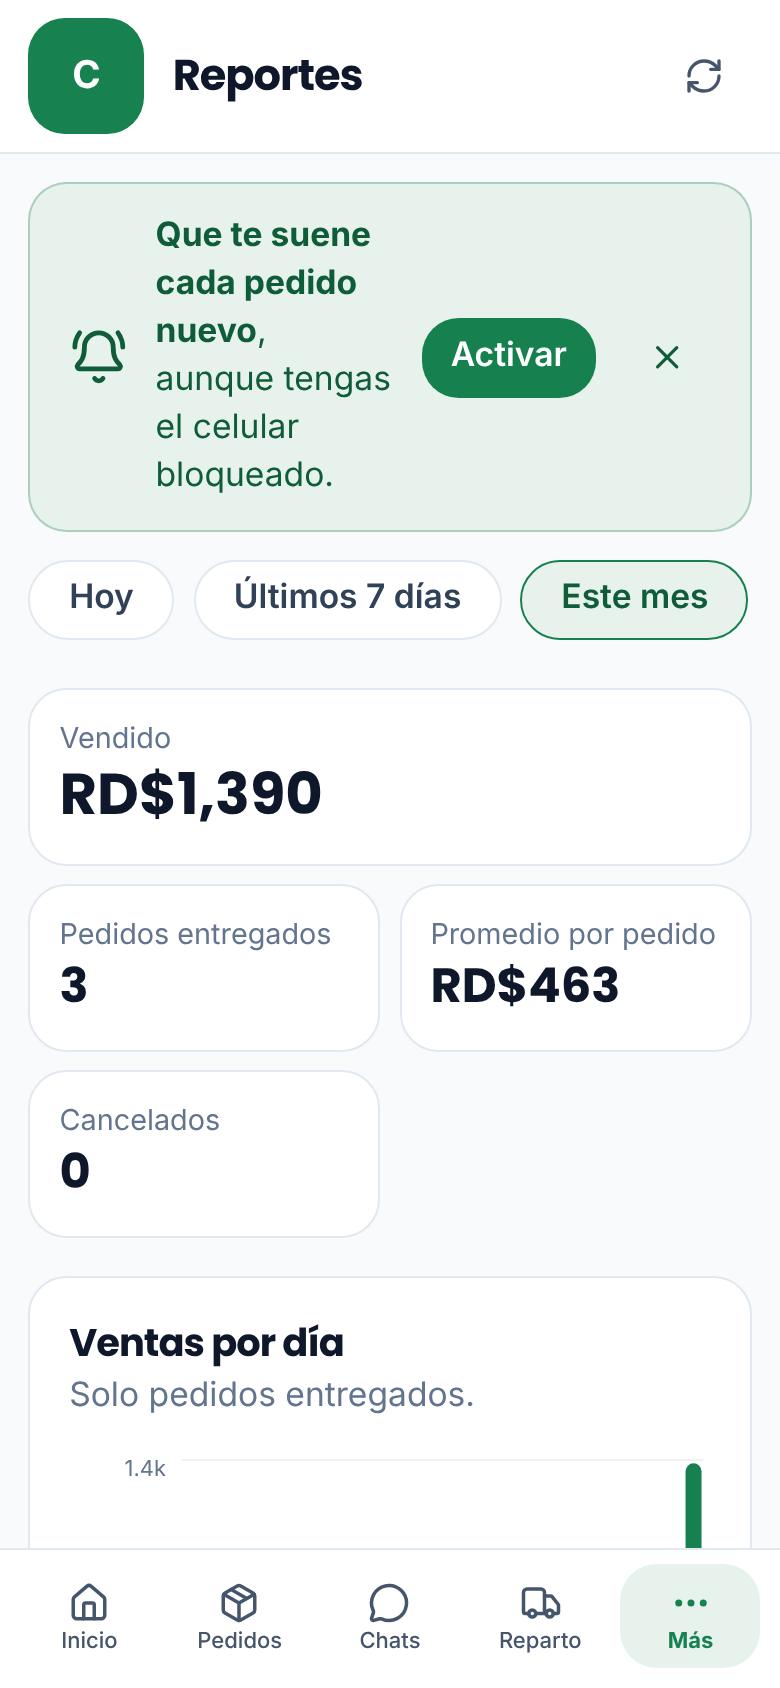 C
Reportes
Que te suene
cada pedido
nuevo,
aunque tengas
el celular
bloqueado.
Activar
Hoy
Últimos 7 días
Este mes
Vendido
RD$1,390
Pedidos entregados
3
Promedio por pedido
RD$463
Cancelados
0
Ventas por día
Solo pedidos entregados.
1.4k
Inicio
Pedidos
Chats
Reparto
Más